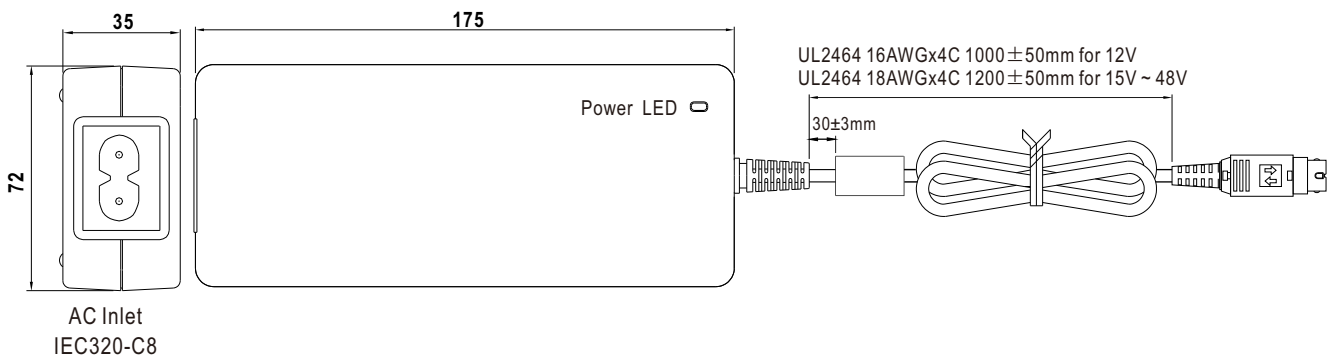 35
175
UL2464 16AWGx4C 1000±50mm for 12V
UL2464 18AWGx4C 1200±50mm for 15V ~ 48V
Power LED
30±3mm
72
AC Inlet
IEC320-C8